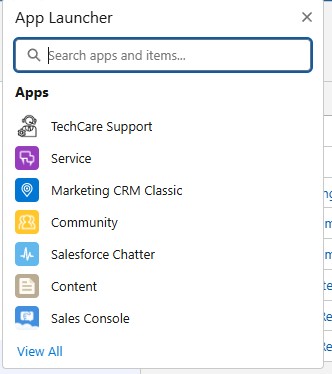 App Launcher
Search apps and items...
Apps
TechCare Support
Service
Marketing CRM Classic
Community
Salesforce Chatter
Content
Sales Console
View All